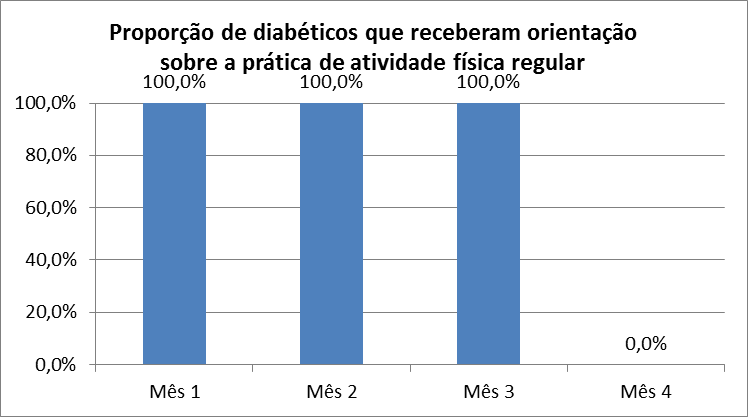 Proporção de diabéticos que receberam orientação
sobre a prática de atividade física regular
100,0% 100,0% 100,0%
100,0%
80,0%
60,0%
40,0%
20,0%
0,0%
0,0%
Mês 1 Mês 2 Mês 3 Mês 4